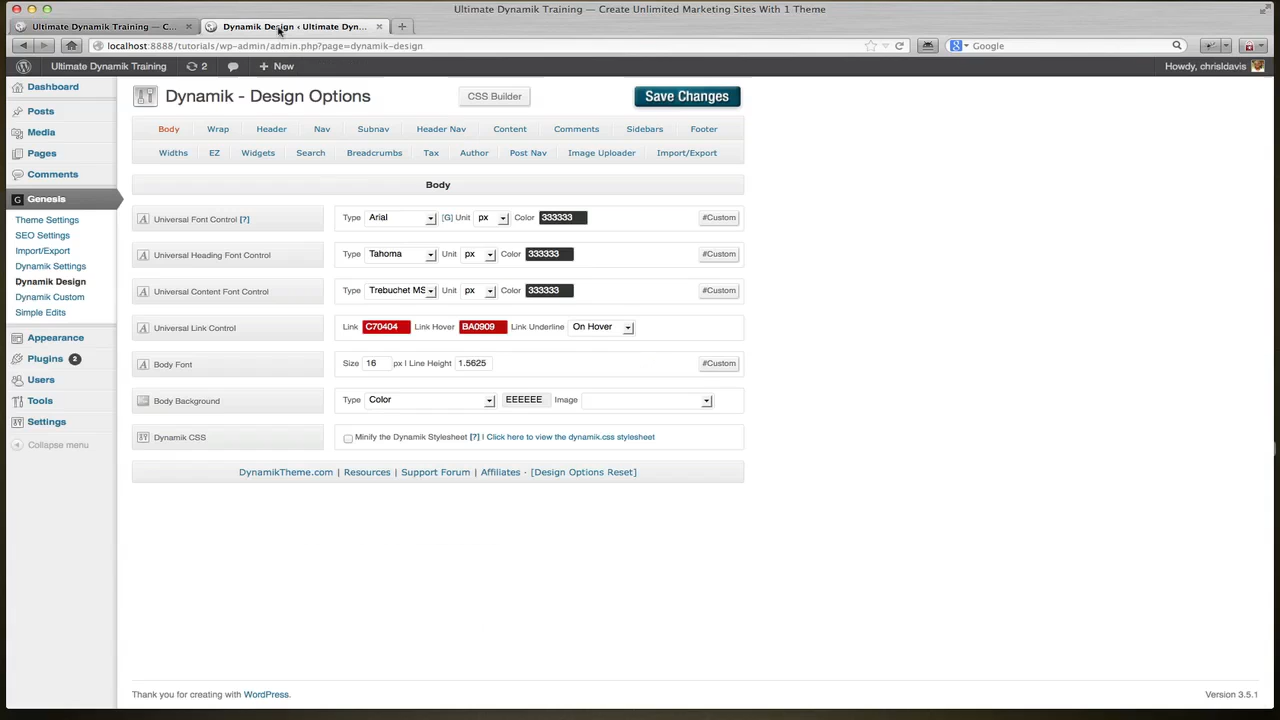 Ultimate Dynamik Training — Create Unlimited Marketing Sites With 1 Theme
Ultimate Dynamik Training — C...
Dynamik Design ‹ Ultimate Dyn...
localhost:8888/tutorials/wp-admin/admin.php?page=dynamik-design
Google
Ultimate Dynamik Training
2
New
Howdy, chrisldavis
Dashboard
Posts
Media
Pages
Comments
Genesis
Theme Settings
SEO Settings
Import/Export
Dynamik Settings
Dynamik Design
Dynamik Custom
Simple Edits
Appearance
Plugins 2
Users
Tools
Settings
Collapse menu
Dynamik - Design Options
CSS Builder
Save Changes
Body Wrap Header Nav Subnav Header Nav Content Comments Sidebars Footer
Widths EZ Widgets Search Breadcrumbs Tax Author Post Nav Image Uploader Import/Export
Body
Universal Font Control [?] Type Arial [G] Unit px Color 333333 #Custom
Universal Heading Font Control Type Tahoma Unit px Color 333333 #Custom
Universal Content Font Control Type Trebuchet MS Unit px Color 333333 #Custom
Universal Link Control Link C70404 Link Hover BA0909 Link Underline On Hover
Body Font Size 16 px | Line Height 1.5625 #Custom
Body Background Type Color EEEEEE Image
Dynamik CSS Minify the Dynamik Stylesheet [?] | Click here to view the dynamik.css stylesheet
DynamikTheme.com | Resources | Support Forum | Affiliates · [Design Options Reset]
Thank you for creating with WordPress.
Version 3.5.1